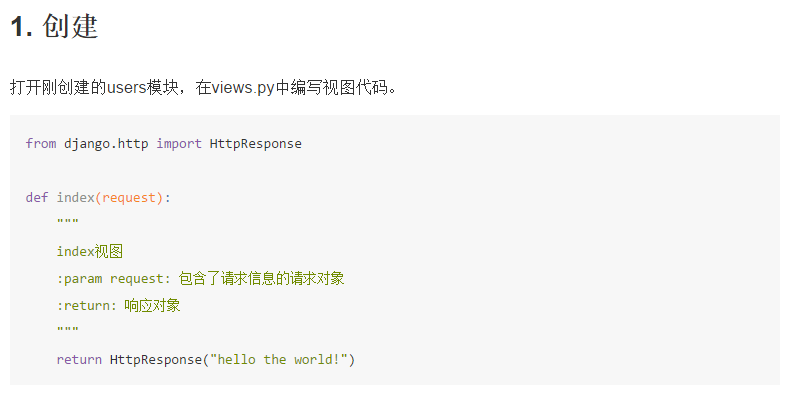 1. 创建
打开刚创建的users模块，在views.py中编写视图代码。
from django.http import HttpResponse
def index(request):
"""
index视图
:param request: 包含了请求信息的请求对象
:return: 响应对象
"""
return HttpResponse("hello the world!")